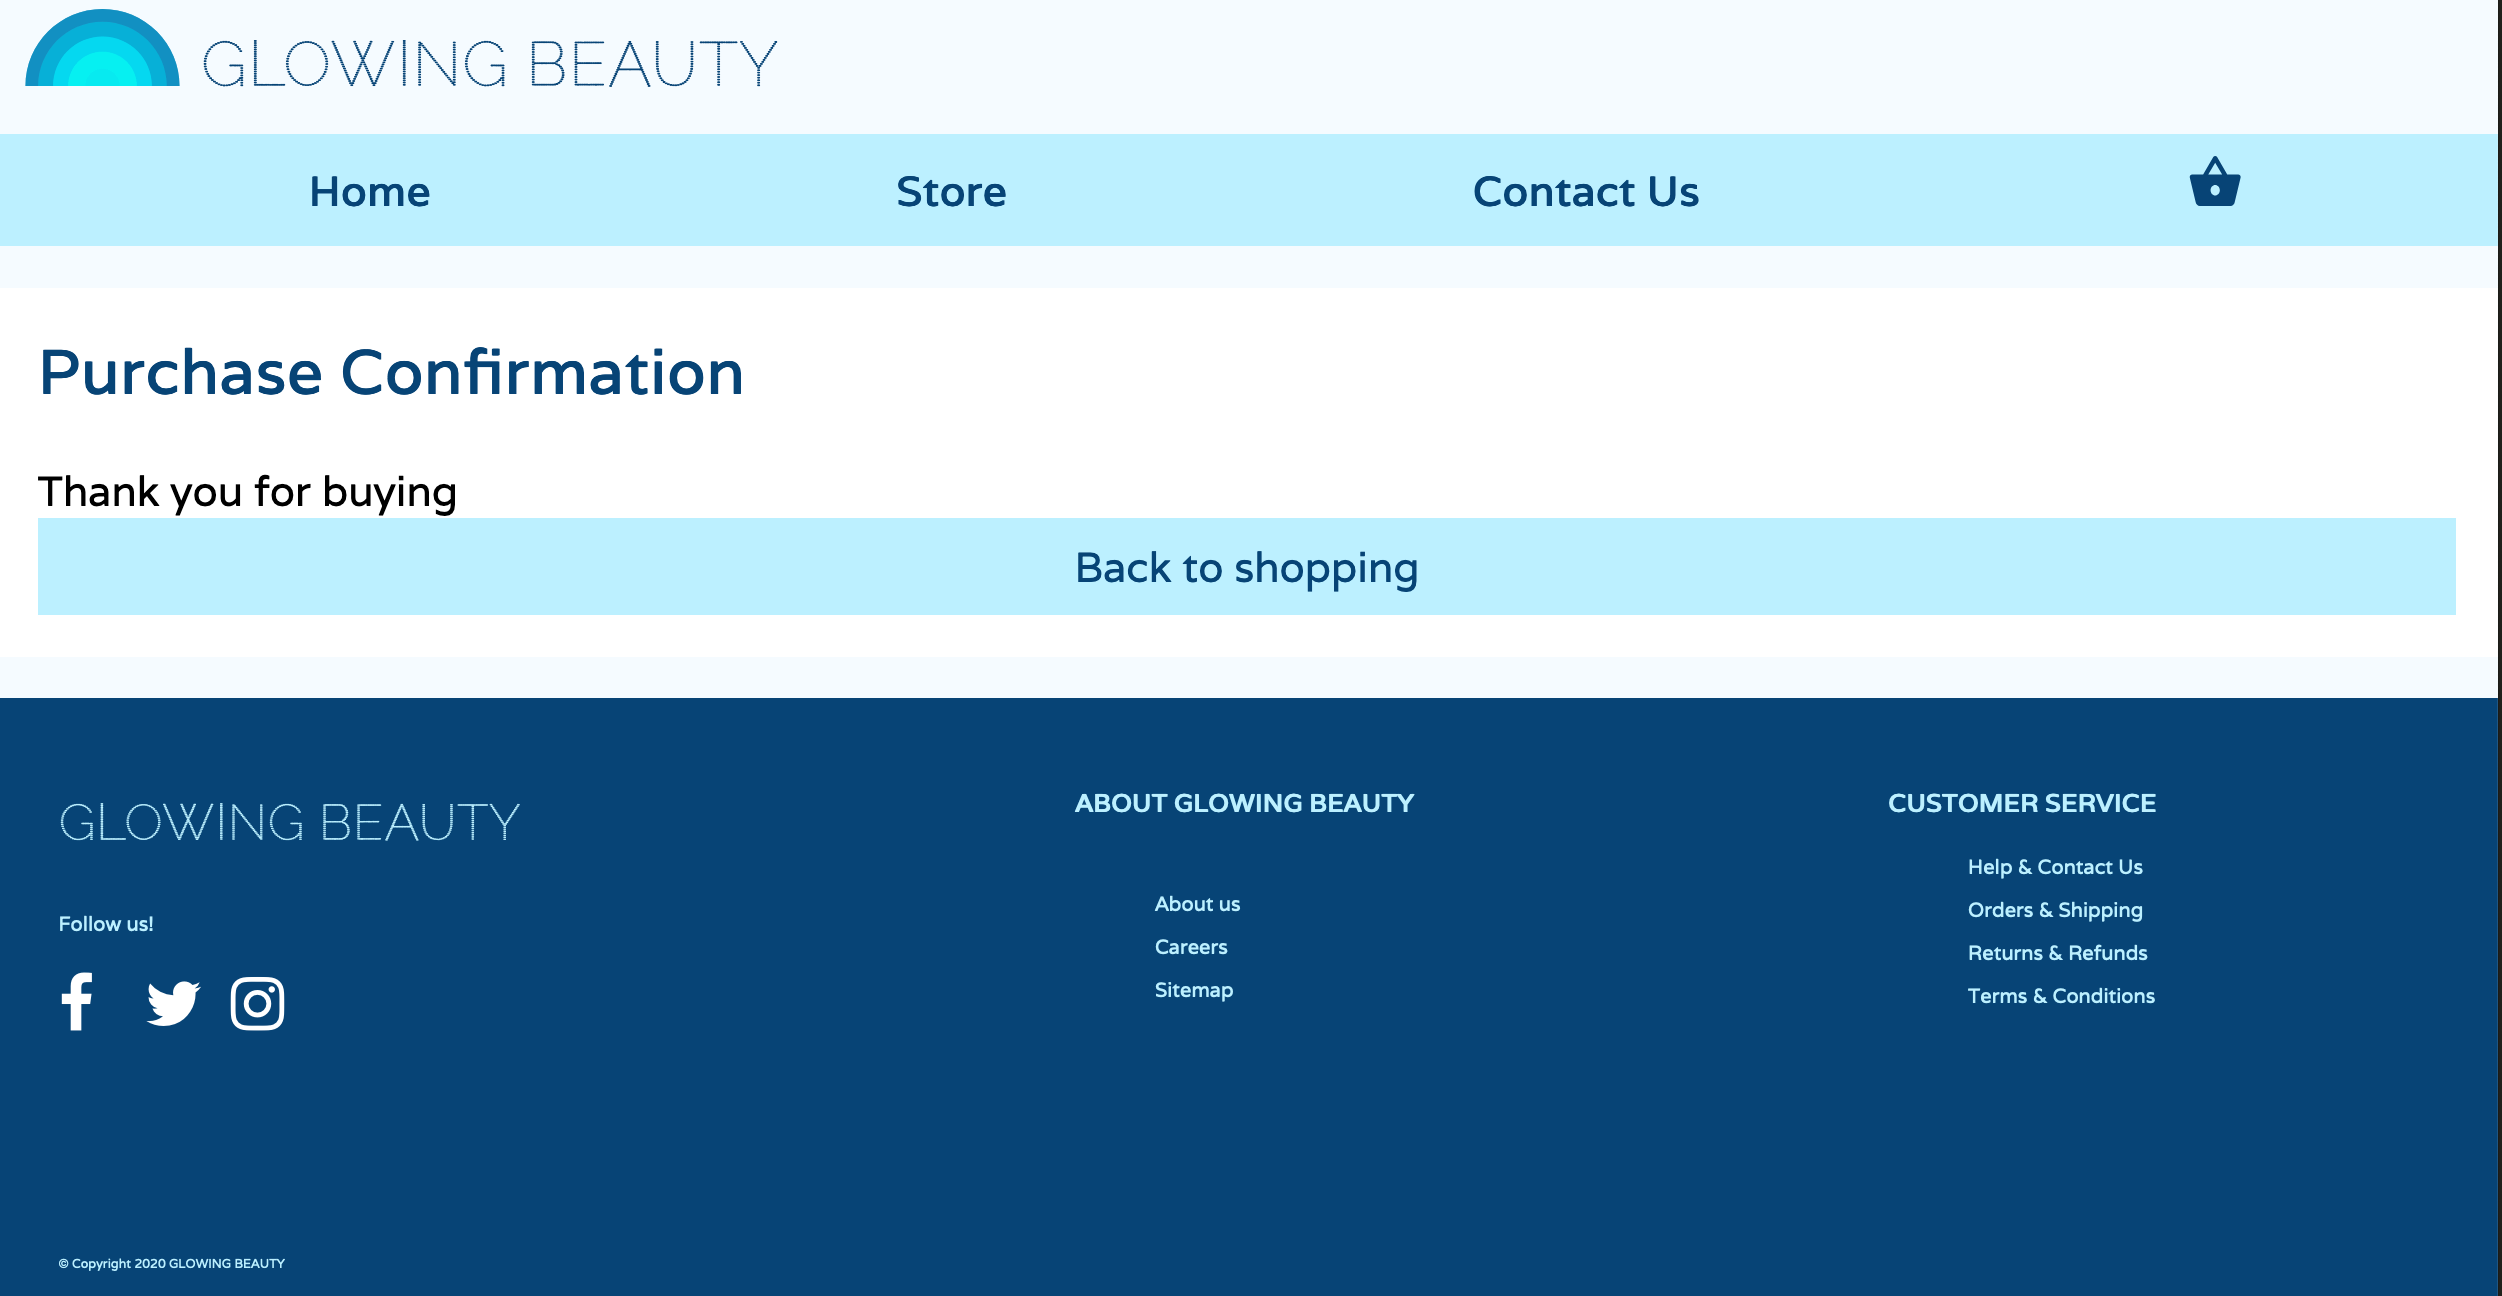 GLOWING BEAUTY
Home
Store
Contact Us
Purchase Confirmation
Thank you for buying
Back to shopping
GLOWING BEAUTY
Follow us!
ABOUT GLOWING BEAUTY
About us
Careers
Sitemap
CUSTOMER SERVICE
Help & Contact Us
Orders & Shipping
Returns & Refunds
Terms & Conditions
© Copyright 2020 GLOWING BEAUTY